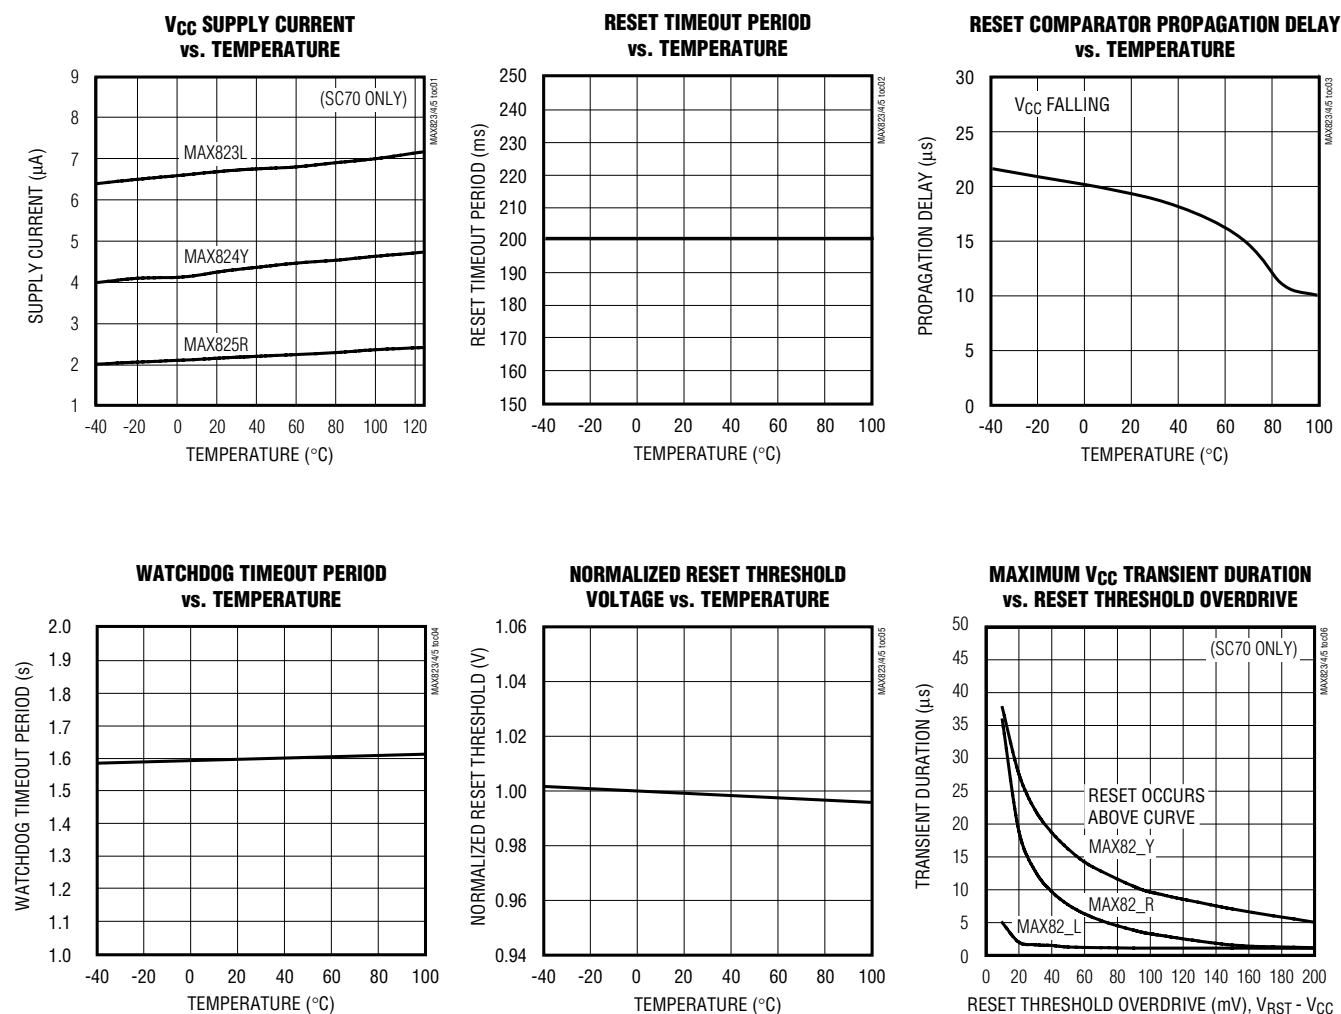 VCC SUPPLY CURRENT
vs. TEMPERATURE
9
8
7
6
5
4
3
2
1
SUPPLY CURRENT (µA)
(SC70 ONLY)
MAX823L
MAX824Y
MAX825R
MAX823/4/5 toc01
-40 -20 0 20 40 60 80 100 120
TEMPERATURE (°C)
RESET TIMEOUT PERIOD
vs. TEMPERATURE
250
240
230
220
210
200
190
180
170
160
150
RESET TIMEOUT PERIOD (ms)
MAX823/4/5 toc02
-40 -20 0 20 40 60 80 100
TEMPERATURE (°C)
RESET COMPARATOR PROPAGATION DELAY
vs. TEMPERATURE
30
25
20
15
10
5
0
PROPAGATION DELAY (µs)
VCC FALLING
MAX823/4/5 toc03
-40 -20 0 20 40 60 80 100
TEMPERATURE (°C)
WATCHDOG TIMEOUT PERIOD
vs. TEMPERATURE
2.0
1.9
1.8
1.7
1.6
1.5
1.4
1.3
1.2
1.1
1.0
WATCHDOG TIMEOUT PERIOD (s)
MAX823/4/5 toc04
-40 -20 0 20 40 60 80 100
TEMPERATURE (°C)
NORMALIZED RESET THRESHOLD
VOLTAGE vs. TEMPERATURE
1.06
1.04
1.02
1.00
0.98
0.96
0.94
NORMALIZED RESET THRESHOLD (V)
MAX823/4/5 toc05
-40 -20 0 20 40 60 80 100
TEMPERATURE (°C)
MAXIMUM VCC TRANSIENT DURATION
vs. RESET THRESHOLD OVERDRIVE
50
45
40
35
30
25
20
15
10
5
0
TRANSIENT DURATION (µs)
(SC70 ONLY)
RESET OCCURS
ABOVE CURVE
MAX82_Y
MAX82_R
MAX82_L
MAX823/4/5 toc06
0 20 40 60 80 100 120 140 160 180 200
RESET THRESHOLD OVERDRIVE (mV), VRST - VCC